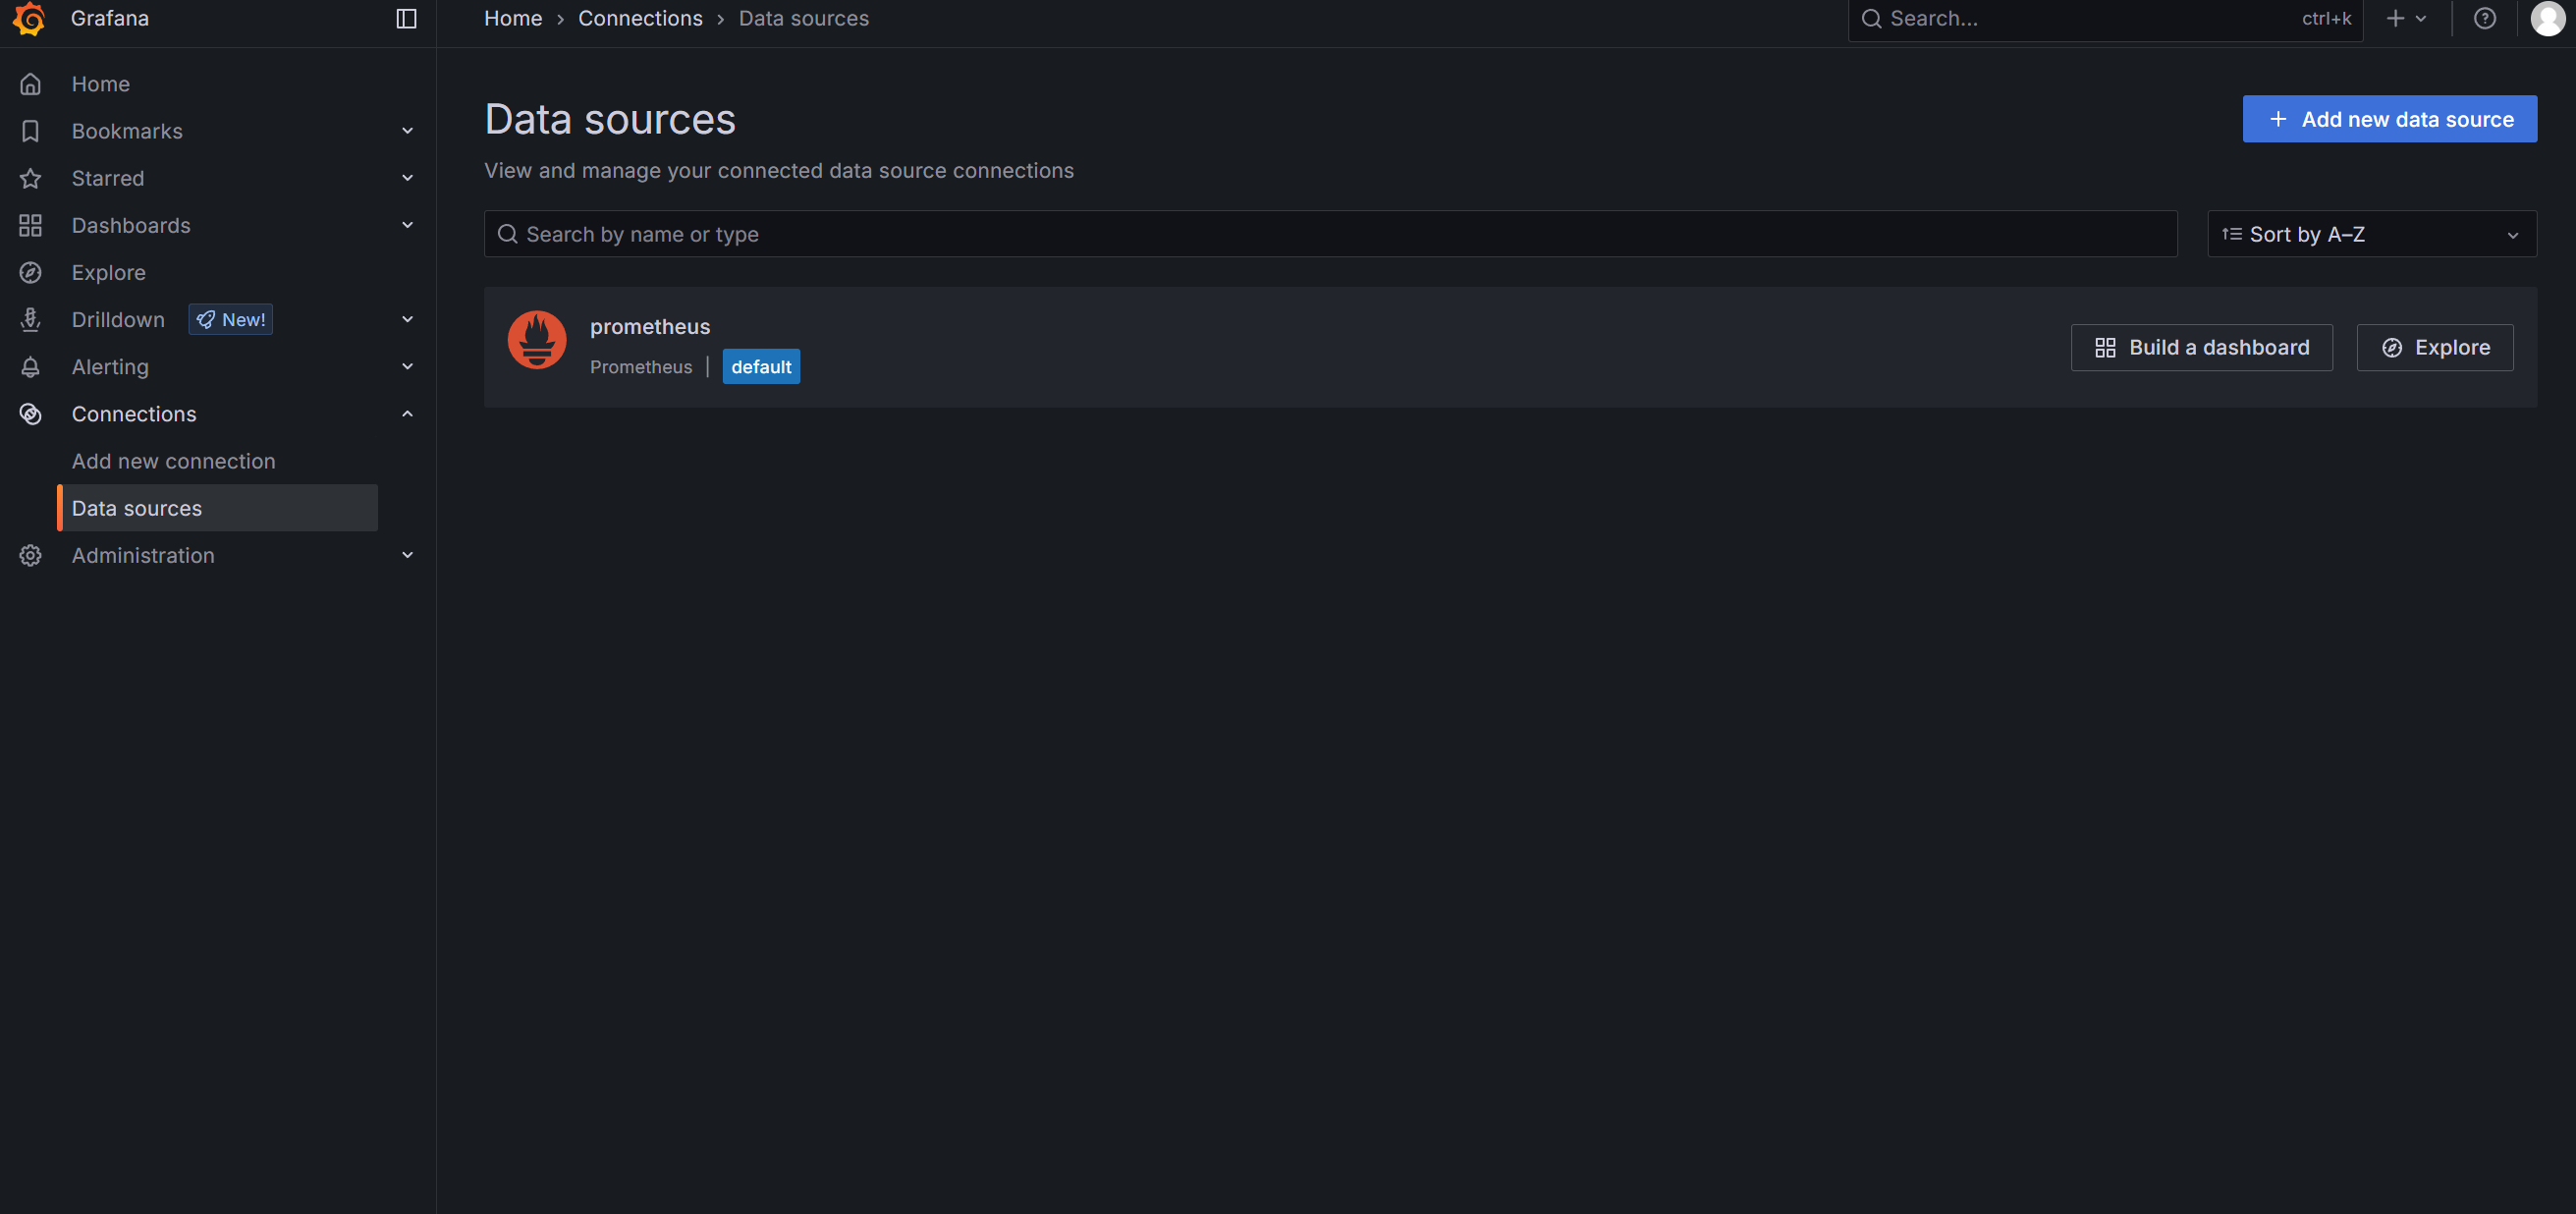 Grafana
Home › Connections › Data sources
Search...
ctrl+k
Home
Bookmarks
Starred
Dashboards
Explore
Drilldown
New!
Alerting
Connections
Add new connection
Data sources
Administration
Data sources
Add new data source
View and manage your connected data source connections
Search by name or type
Sort by A–Z
prometheus
Prometheus | default
Build a dashboard
Explore